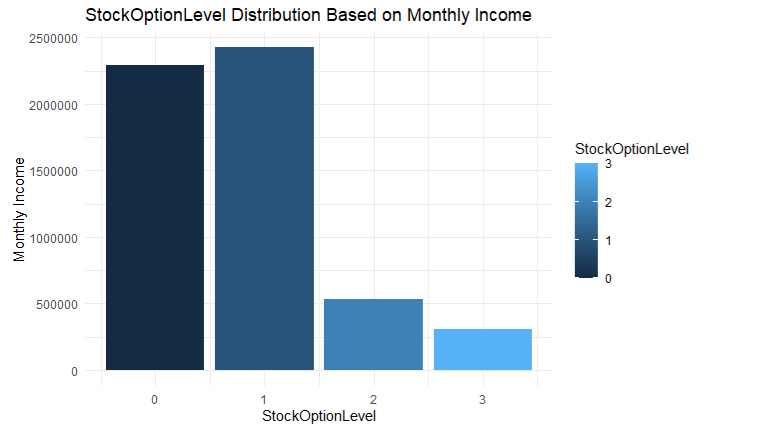 StockOptionLevel Distribution Based on Monthly Income
2500000
2000000
1500000
1000000
500000
0
Monthly Income
0 1 2 3
StockOptionLevel
StockOptionLevel
3
2
1
0